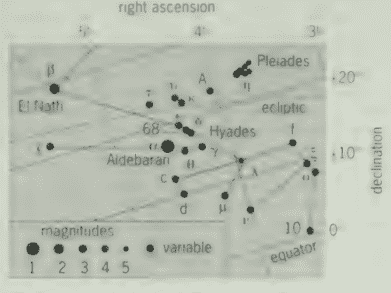 right ascension
5h 4h 3h
Pleiades
β A η +20
τ
El Nath ecliptic
68 Hyades f
λ α γ +10
Aldebaran θ ξ
c λ ο
d μ ν
magnitudes 10 0
variable
1 2 3 4 5 equator
declination